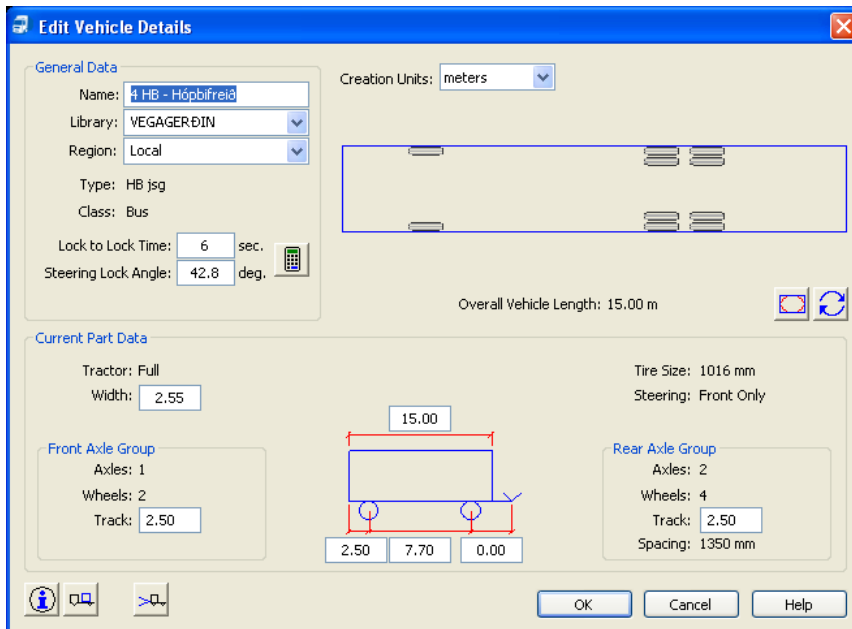 Edit Vehicle Details
General Data
Name: 4 HB - Hópbifreið
Library: VEGAGERÐIN
Region: Local
Type: HB jsg
Class: Bus
Lock to Lock Time: 6 sec.
Steering Lock Angle: 42.8 deg.
Creation Units: meters
Overall Vehicle Length: 15.00 m
Current Part Data
Tractor: Full
Width: 2.55
Tire Size: 1016 mm
Steering: Front Only
Front Axle Group
Axles: 1
Wheels: 2
Track: 2.50
15.00
2.50 7.70 0.00
Rear Axle Group
Axles: 2
Wheels: 4
Track: 2.50
Spacing: 1350 mm
OK Cancel Help